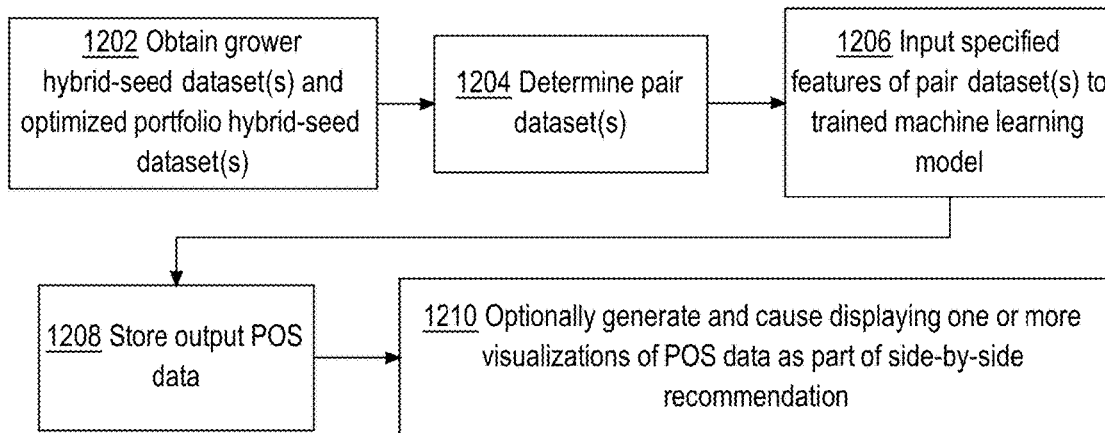 1202 Obtain grower
hybrid-seed dataset(s) and
optimized portfolio hybrid-seed
dataset(s)
1204 Determine pair
dataset(s)
1206 Input specified
features of pair dataset(s) to
trained machine learning
model
1208 Store output POS
data
1210 Optionally generate and cause displaying one or more
visualizations of POS data as part of side-by-side
recommendation